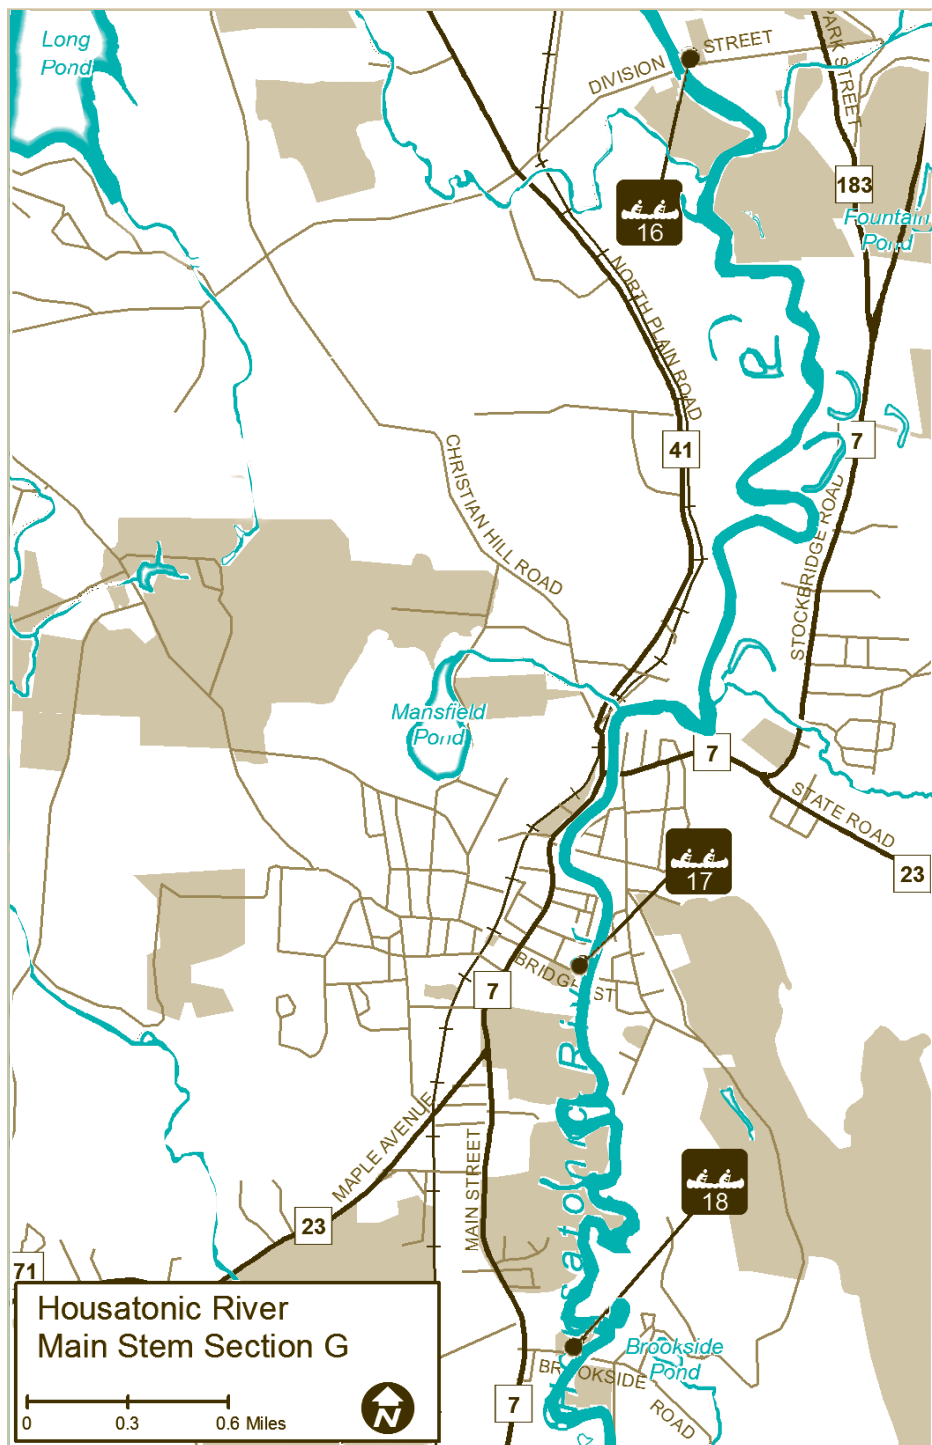 Long
Pond
DIVISION STREET
PARK STREET
16
183
Fountain
Pond
NORTH PLAIN ROAD
41
7
CHRISTIAN HILL ROAD
STOCKBRIDGE ROAD
Mansfield
Pond
7
STATE ROAD
23
17
BRIDGE ST
7
MAPLE AVENUE
MAIN STREET
18
23
71
Housatonic River
Main Stem Section G
0 0.3 0.6 Miles
N
7
BROOKSIDE ROAD
Brookside
Pond